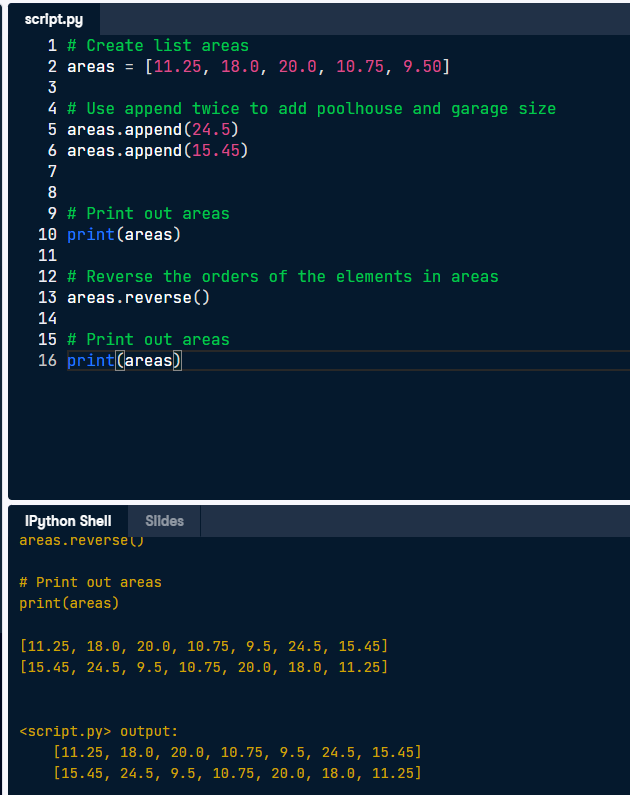 script.py
1 # Create list areas
2 areas = [11.25, 18.0, 20.0, 10.75, 9.50]
3
4 # Use append twice to add poolhouse and garage size
5 areas.append(24.5)
6 areas.append(15.45)
7
8
9 # Print out areas
10 print(areas)
11
12 # Reverse the orders of the elements in areas
13 areas.reverse()
14
15 # Print out areas
16 print(areas)
IPython Shell Slides
areas.reverse()
# Print out areas
print(areas)
[11.25, 18.0, 20.0, 10.75, 9.5, 24.5, 15.45]
[15.45, 24.5, 9.5, 10.75, 20.0, 18.0, 11.25]
<script.py> output:
[11.25, 18.0, 20.0, 10.75, 9.5, 24.5, 15.45]
[15.45, 24.5, 9.5, 10.75, 20.0, 18.0, 11.25]